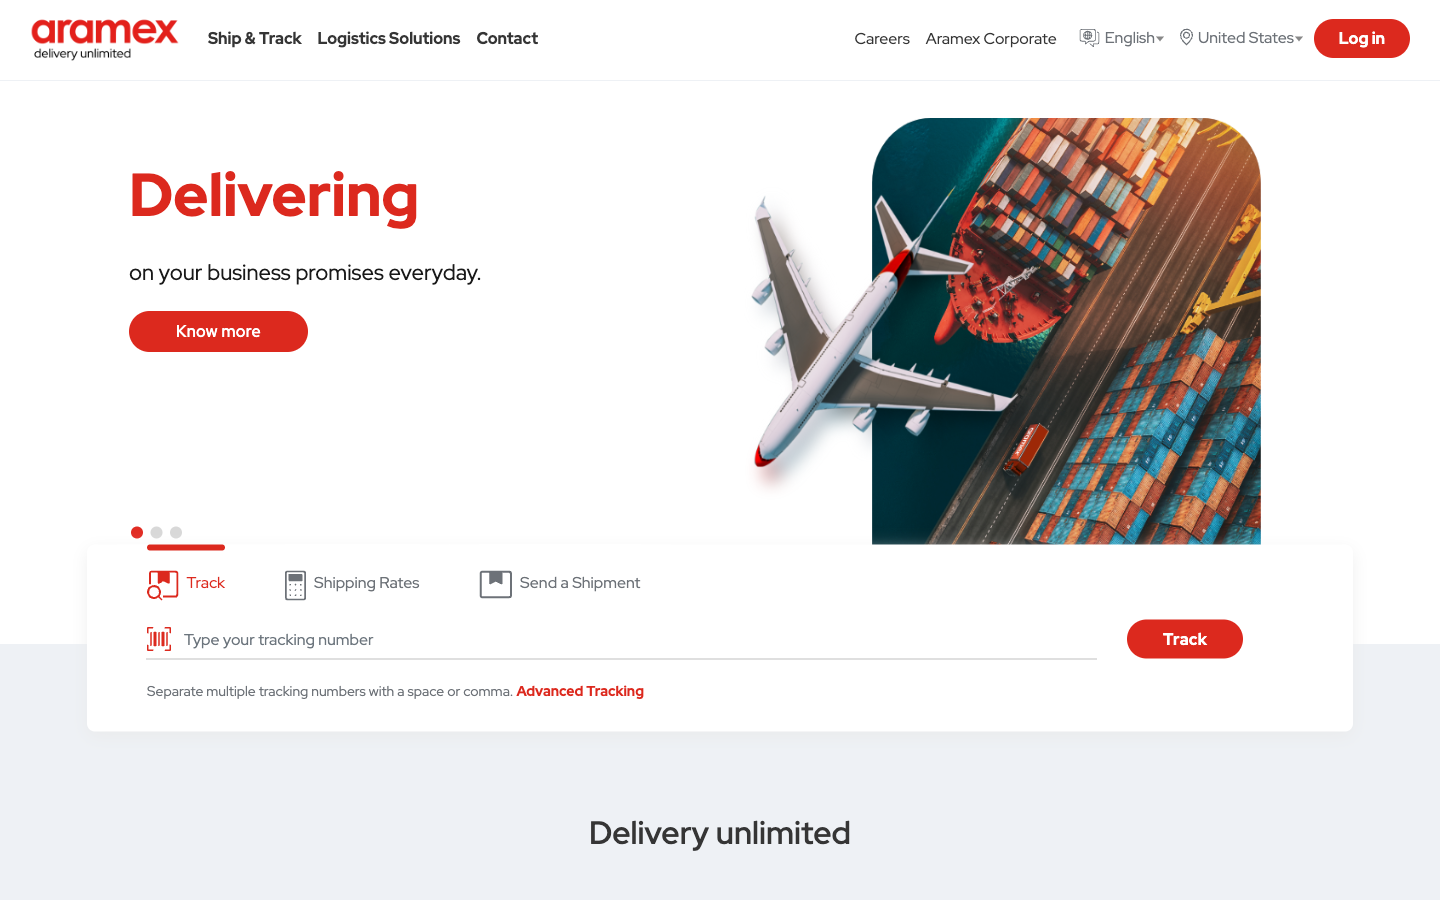 aramex
delivery unlimited
Ship & Track
Logistics Solutions
Contact
Careers
Aramex Corporate
English
United States
Log in
Delivering
on your business promises everyday.
Know more
Track
Shipping Rates
Send a Shipment
Type your tracking number
Track
Separate multiple tracking numbers with a space or comma. Advanced Tracking
Delivery unlimited